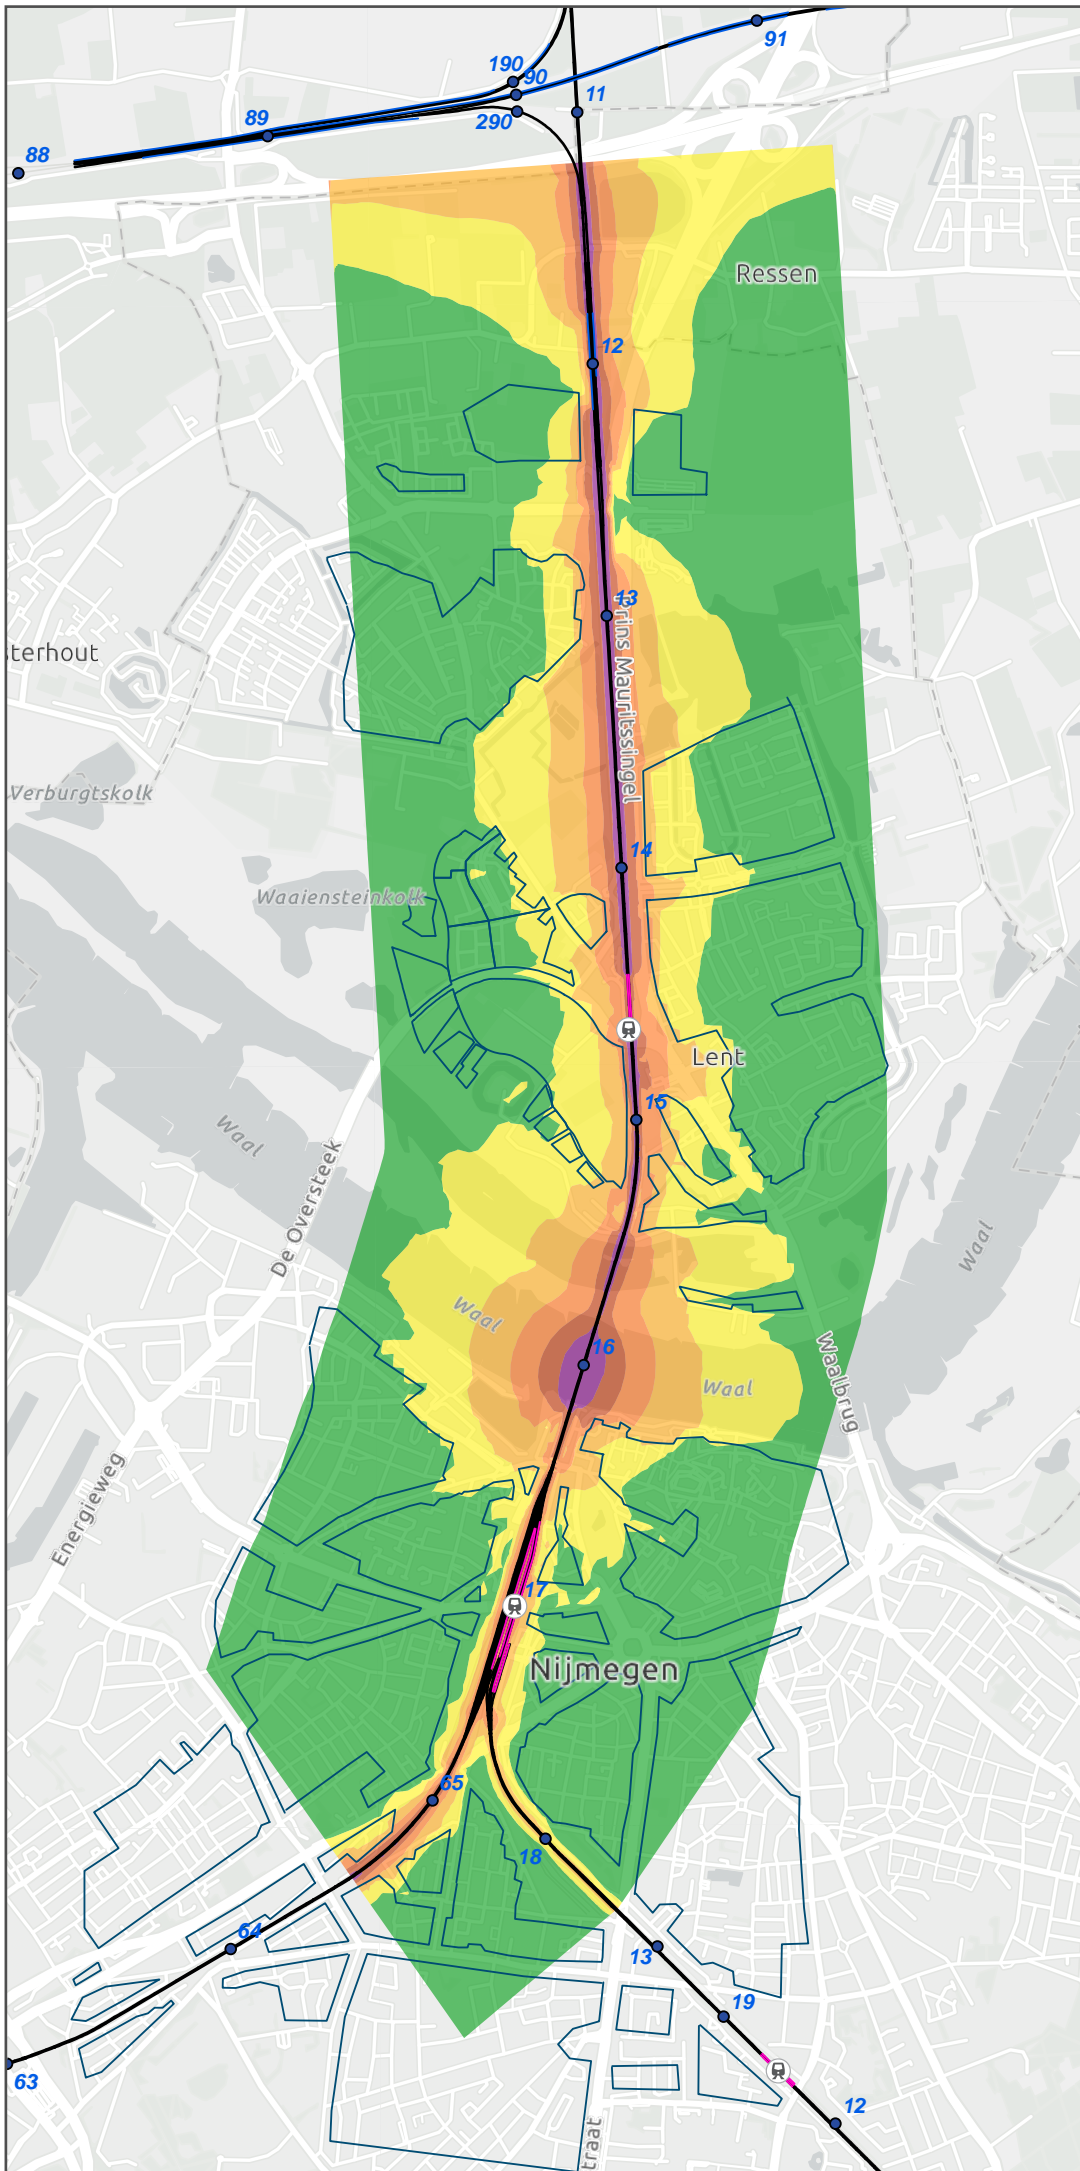 91
190
90
11
290
89
88
Ressen
12
13
Prins Mauritssingel
sterhout
Verburgtskolk
14
Waaiensteinkolk
Lent
15
Waal
De Oversteek
Waal
Waal
16
Waal
Waalbrug
Energieweg
17
Nijmegen
65
18
64
13
19
63
12
traat